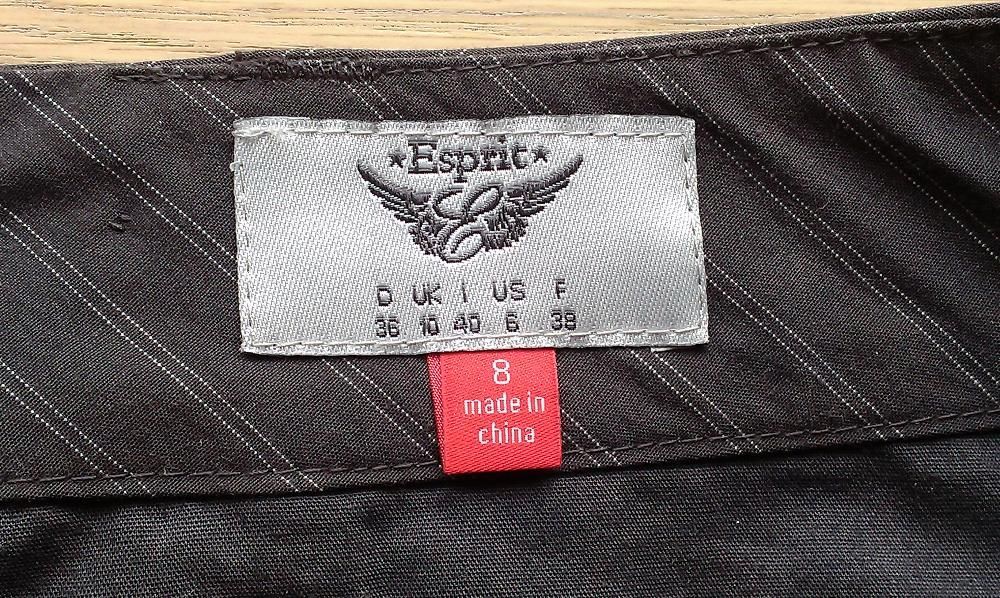 ★Esprit★
D UK I US F
36 10 40 6 38
8
made in
china